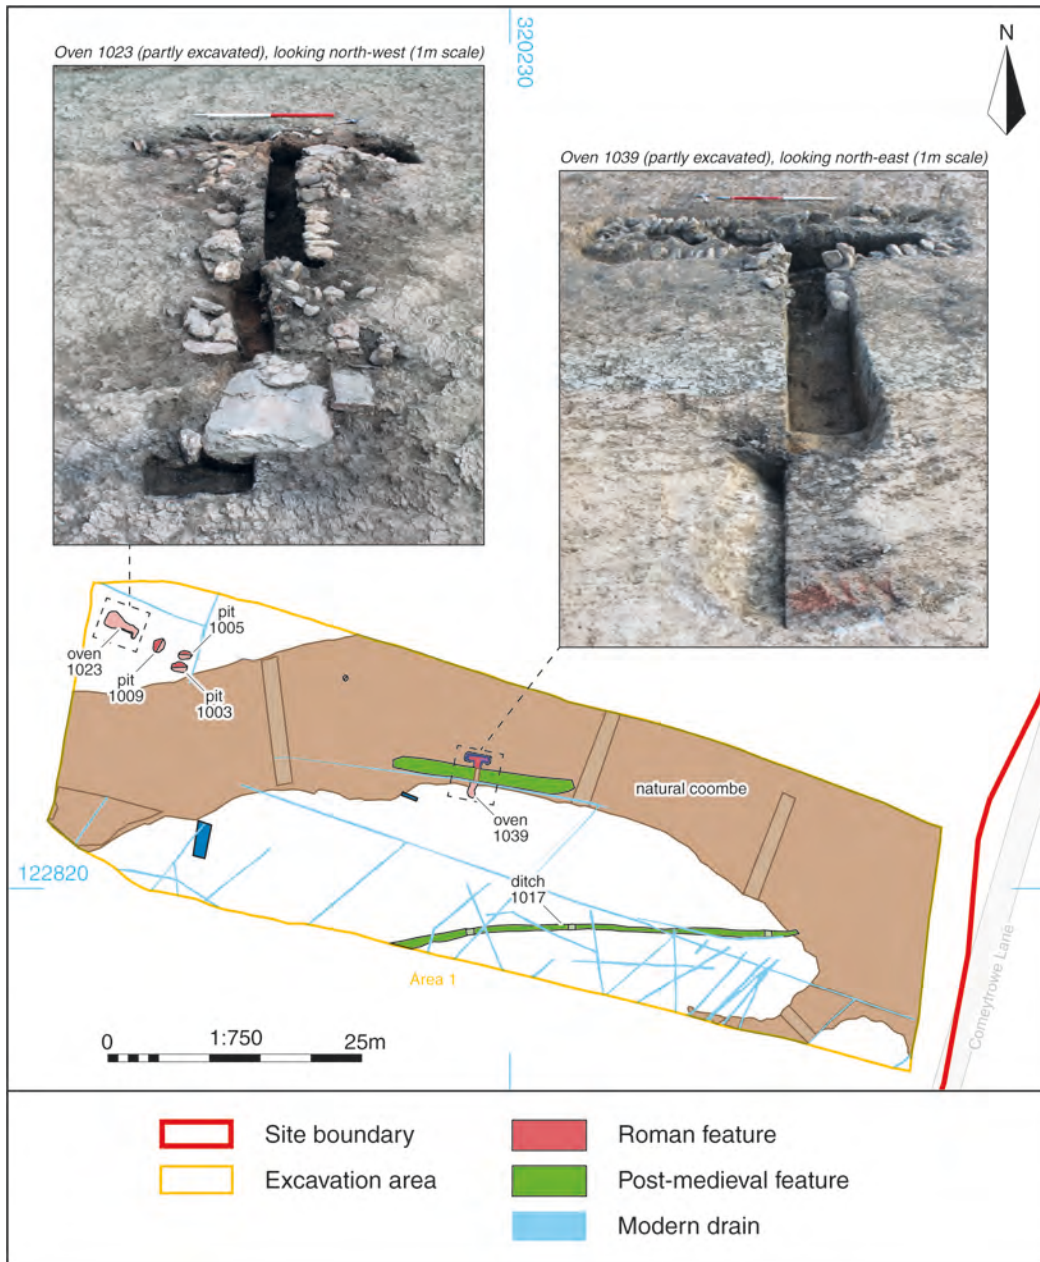 320230
N
Oven 1023 (partly excavated), looking north-west (1m scale)
Oven 1039 (partly excavated), looking north-east (1m scale)
pit
1005
oven
1023
pit
1009
pit
1003
natural coombe
oven
1039
122820
ditch
1017
Area 1
Comeytrowe Lane
0 1:750 25m
Site boundary
Excavation area
Roman feature
Post-medieval feature
Modern drain